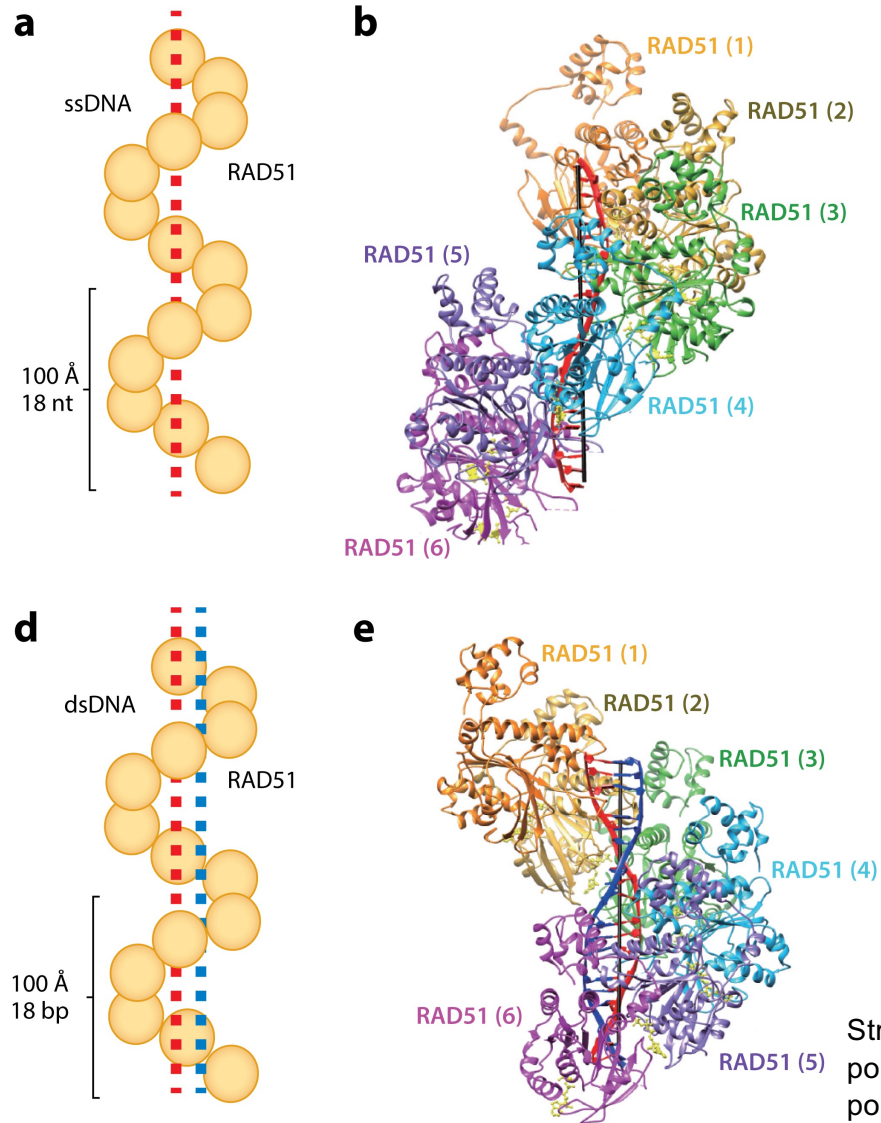 a
ssDNA
RAD51
100 Å
18 nt
b
RAD51 (1)
RAD51 (2)
RAD51 (3)
RAD51 (5)
RAD51 (4)
RAD51 (6)
d
dsDNA
RAD51
100 Å
18 bp
e
RAD51 (1)
RAD51 (2)
RAD51 (3)
RAD51 (4)
RAD51 (6)
RAD51 (5)
Str
po
po